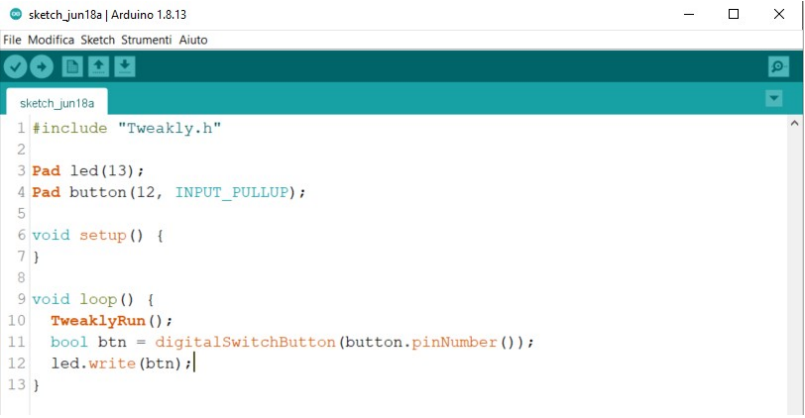 sketch_jun18a | Arduino 1.8.13
File Modifica Sketch Strumenti Aiuto
sketch_jun18a
1 #include "Tweakly.h"
2
3 Pad led(13);
4 Pad button(12, INPUT_PULLUP);
5
6 void setup() {
7 }
8
9 void loop() {
10   TweaklyRun();
11   bool btn = digitalSwitchButton(button.pinNumber());
12   led.write(btn);
13 }